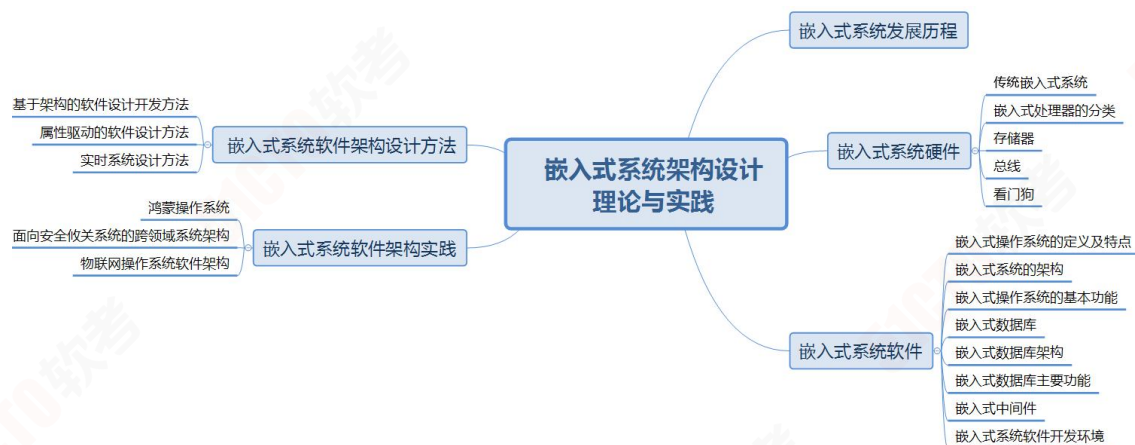 嵌入式系统架构设计
理论与实践
嵌入式系统发展历程
嵌入式系统硬件
传统嵌入式系统
嵌入式处理器的分类
存储器
总线
看门狗
嵌入式系统软件
嵌入式操作系统的定义及特点
嵌入式系统的架构
嵌入式操作系统的基本功能
嵌入式数据库
嵌入式数据库架构
嵌入式数据库主要功能
嵌入式中间件
嵌入式系统软件开发环境
嵌入式系统软件架构设计方法
基于架构的软件设计开发方法
属性驱动的软件设计方法
实时系统设计方法
嵌入式系统软件架构实践
鸿蒙操作系统
面向安全攸关系统的跨领域系统架构
物联网操作系统软件架构